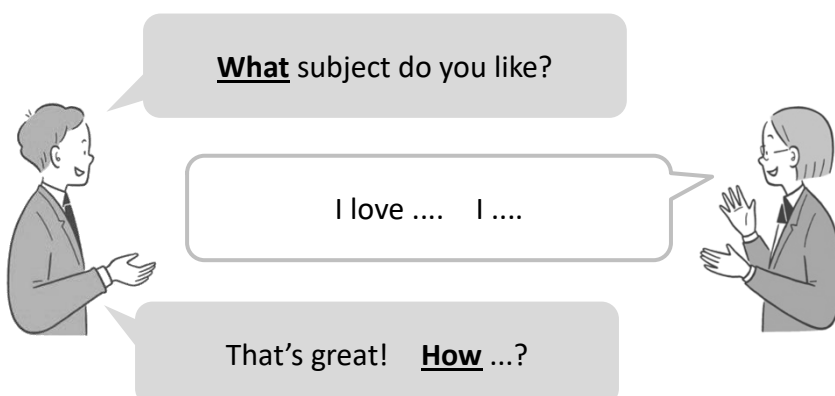 What subject do you like?
I love .... I ....
That’s great! How ...?